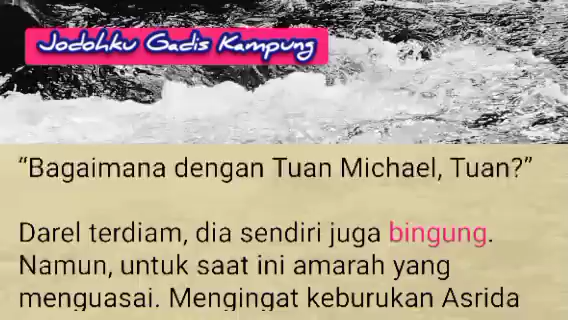 Jodohku Gadis Kampung
“Bagaimana dengan Tuan Michael, Tuan?”
Darel terdiam, dia sendiri juga bingung.
Namun, untuk saat ini amarah yang
menguasai. Mengingat keburukan Asrida